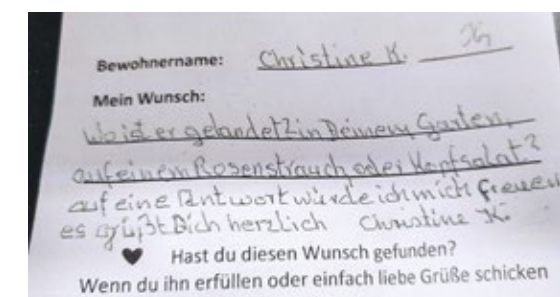 Bewohnername: Christine K.
Mein Wunsch:
Wo ist er gelandet? in Deinem Garten,
auf einem Rosenstrauch oder Kopfsalat?
auf eine Antwort würde ich mich freuen
es grüßt Dich herzlich Christine K.
Hast du diesen Wunsch gefunden?
Wenn du ihn erfüllen oder einfach liebe Grüße schicken